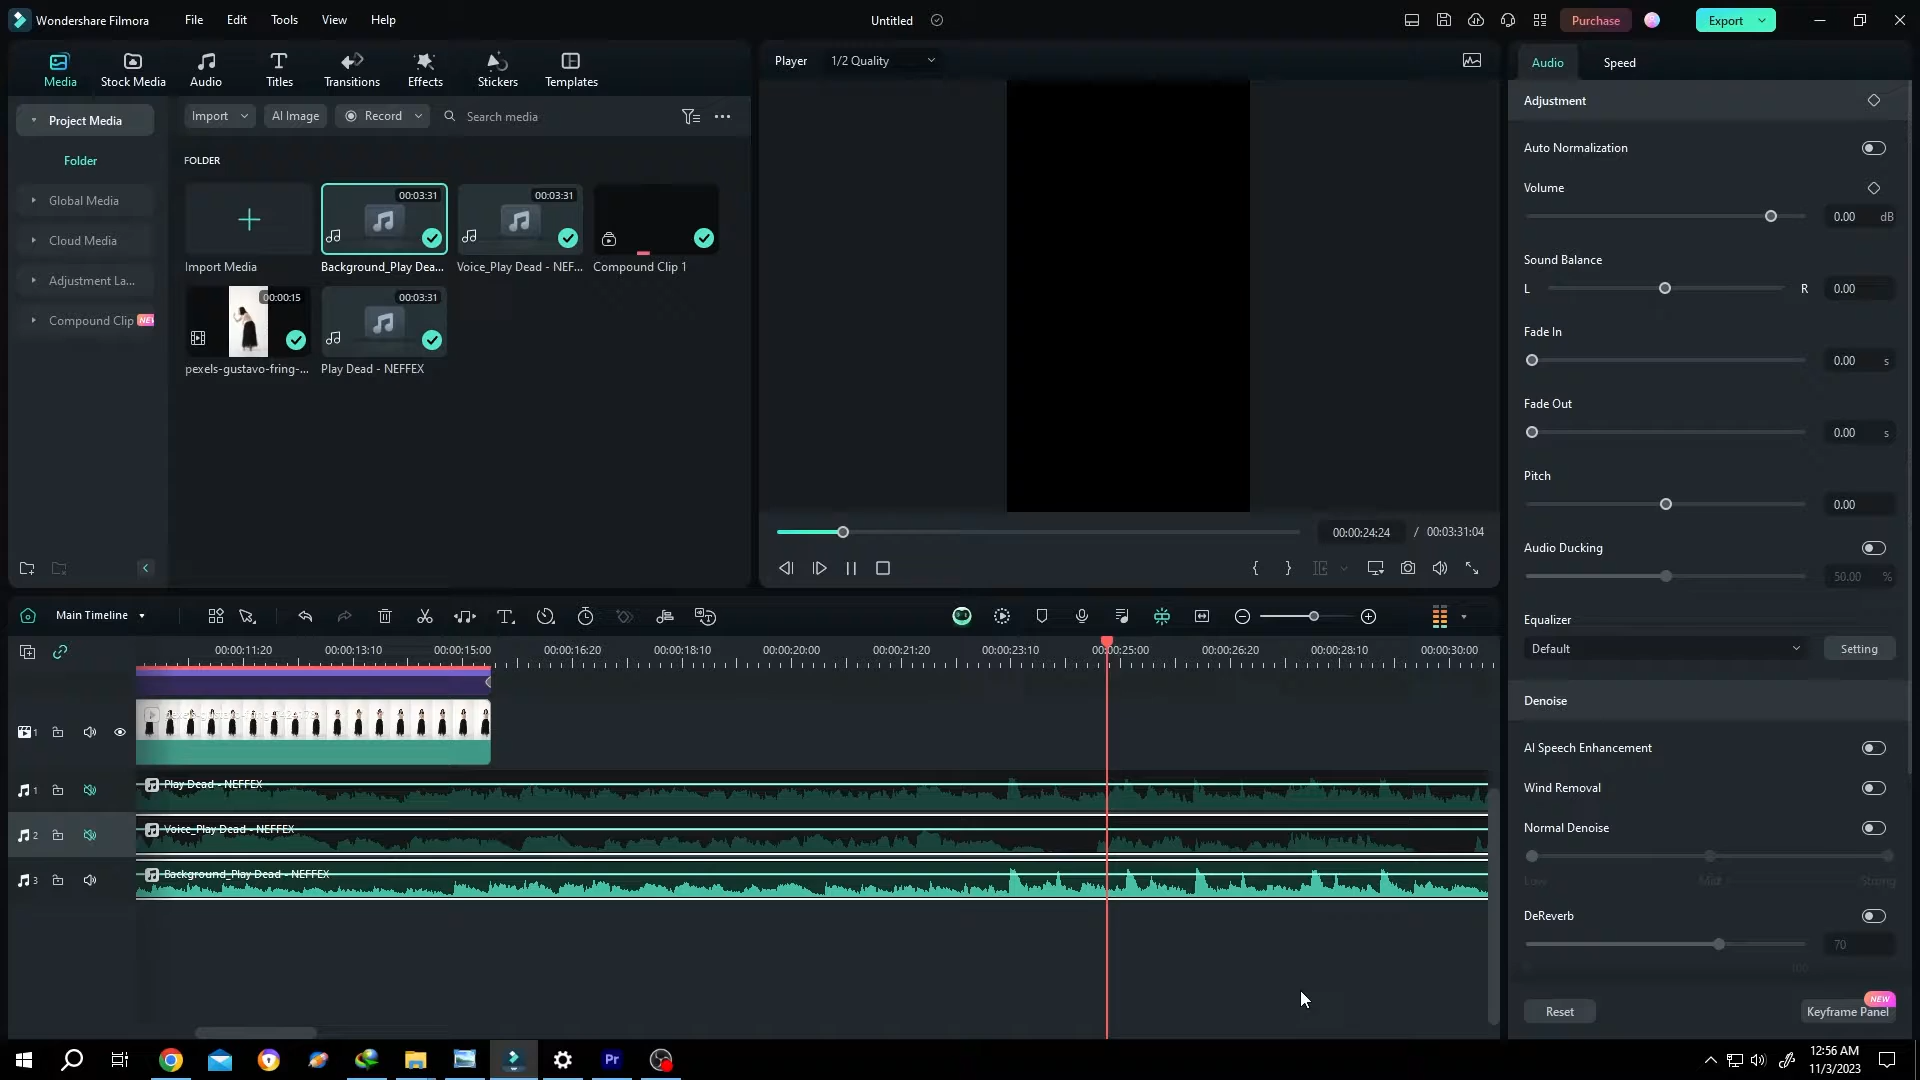 Wondershare Filmora File Edit Tools View Help Untitled Purchase Export
Media Stock Media Audio Titles Transitions Effects Stickers Templates
Player 1/2 Quality
Audio Speed
Project Media
Folder
Global Media
Cloud Media
Adjustment La...
Compound Clip NEW
Import AI Image Record Search media
FOLDER
00:03:31 00:03:31
Import Media Background_Play Dea... Voice_Play Dead - NEF... Compound Clip 1
00:00:15 00:03:31
pexels-gustavo-fring-... Play Dead - NEFFEX
00:00:24:24 / 00:03:31:04
Adjustment
Auto Normalization
Volume
0.00 dB
Sound Balance
L R 0.00
Fade In
0.00 s
Fade Out
0.00 s
Pitch
0.00
Audio Ducking
50.00 %
Equalizer
Default Setting
Denoise
AI Speech Enhancement
Wind Removal
Normal Denoise
Low Mid Strong
DeReverb
70
100
Reset NEW
Keyframe Panel
Main Timeline
00:00:11:20 00:00:13:10 00:00:15:00 00:00:16:20 00:00:18:10 00:00:20:00 00:00:21:20 00:00:23:10 00:00:25:00 00:00:26:20 00:00:28:10 00:00:30:00
1
1 Play Dead - NEFFEX
2 Voice_Play Dead - NEFFEX
3 Background_Play Dead - NEFFEX
Pr
12:56 AM
11/3/2023